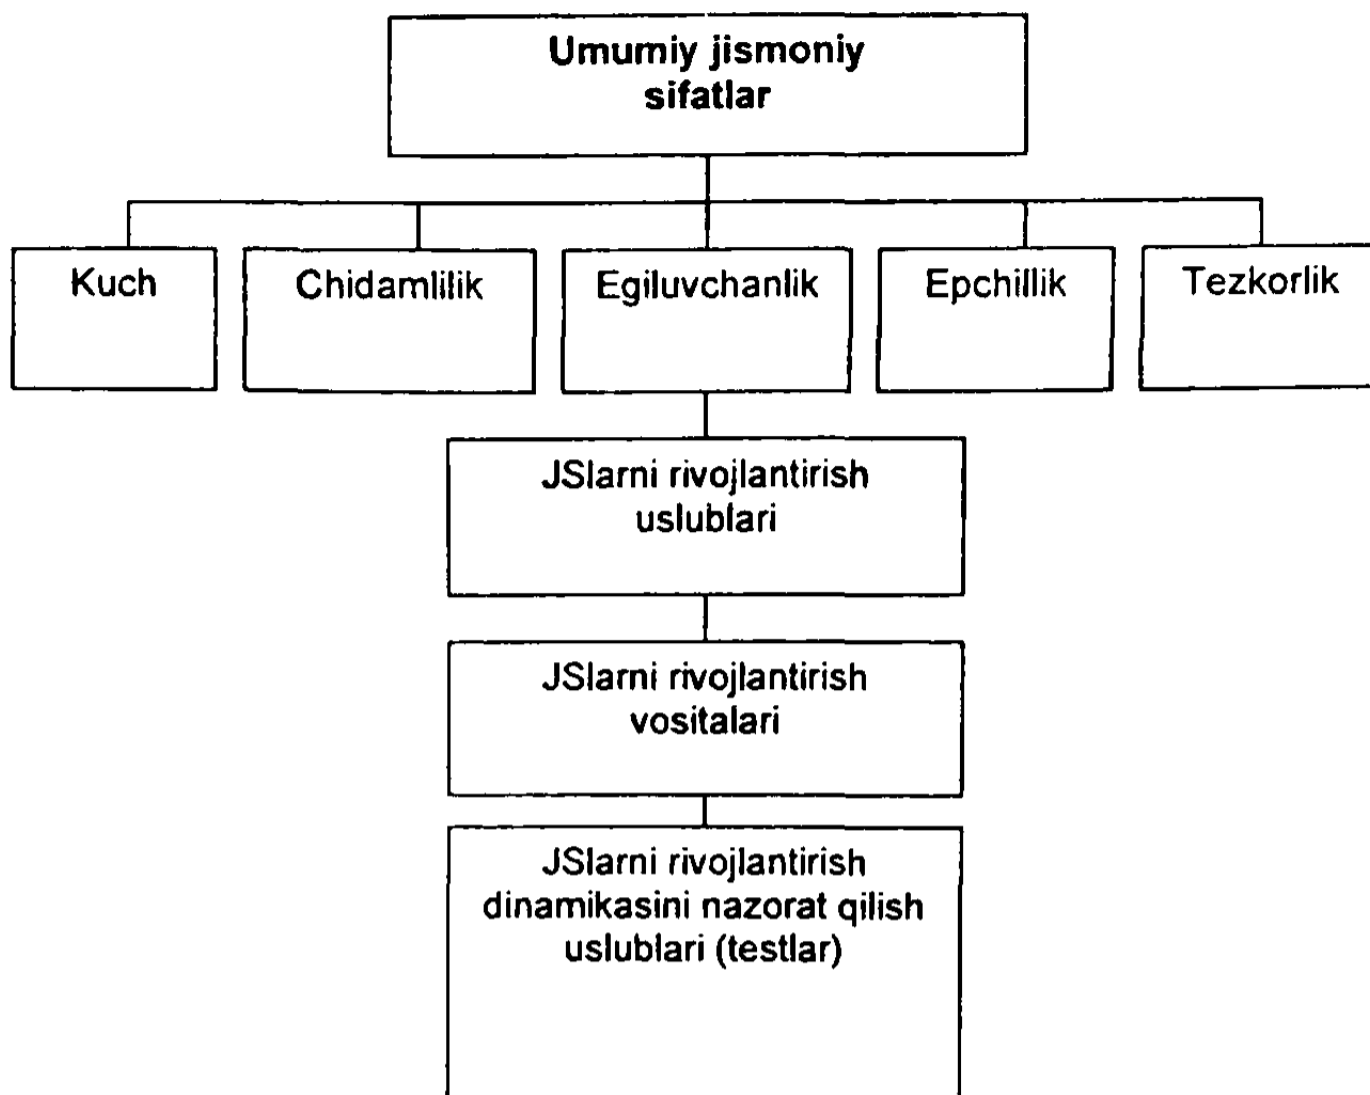 Umumiy jismoniy
sifatlar
Kuch
Chidamlilik
Egiluvchanlik
Epchillik
Tezkorlik
JSlarni rivojlantirish
uslublari
JSlarni rivojlantirish
vositalari
JSlarni rivojlantirish
dinamikasini nazorat qilish
uslublari (testlar)